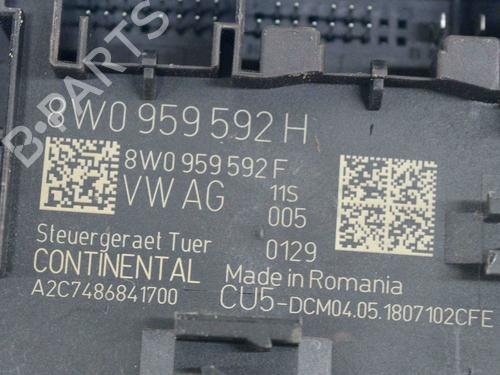 8W0 959 592 H
8W0 959 592 F
VW AG 11S
005
Steuergeraet Tuer 0129
CONTINENTAL Made in Romania
A2C7486841700 CU5-DCM04.05.1807102CFE
B-PARTS